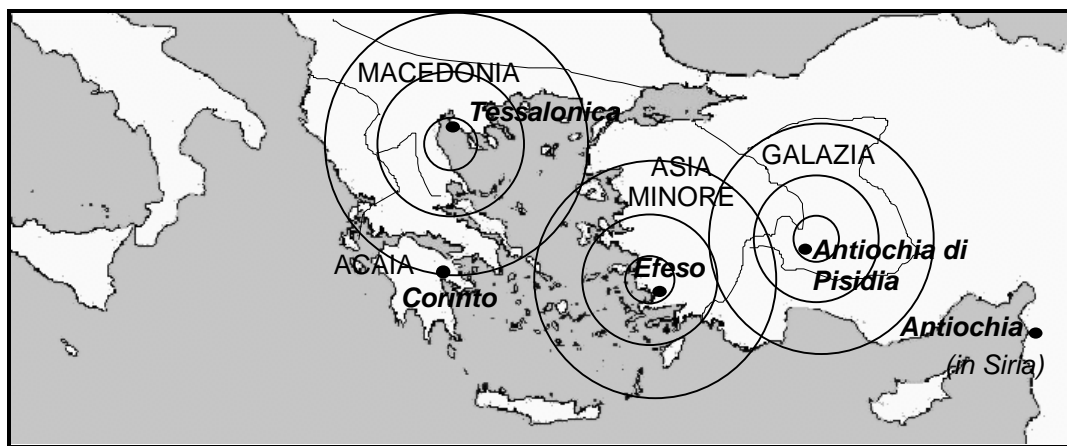 MACEDONIA
Tessalonica
ASIA
MINORE
GALAZIA
ACAIA
Corinto
Efeso
Antiochia di
Pisidia
Antiochia
(in Siria)